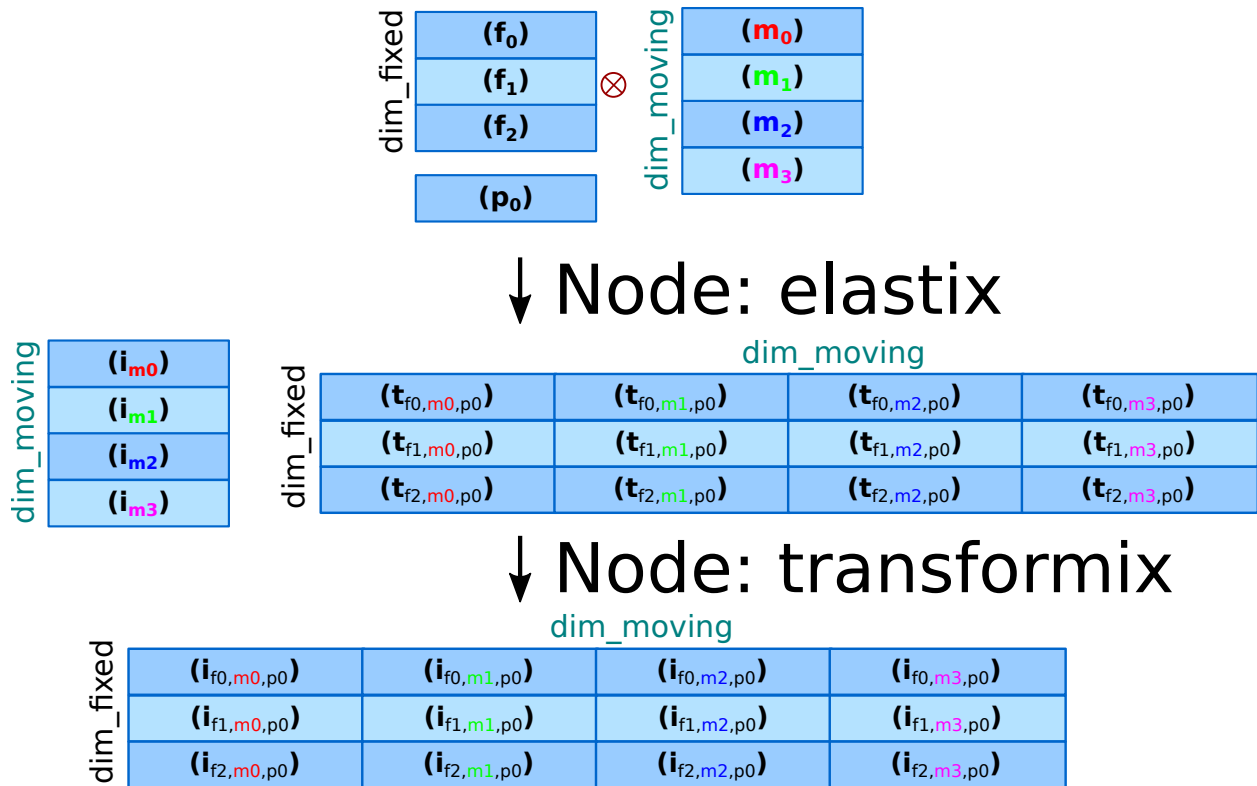 dim_fixed
(f0)
(f1)
(f2)
⊗
dim_moving
(m0)
(m1)
(m2)
(m3)
(p0)
↓ Node: elastix
dim_moving
(im0)
(im1)
(im2)
(im3)
dim_moving
dim_fixed
(tf0,m0,p0) (tf0,m1,p0) (tf0,m2,p0) (tf0,m3,p0)
(tf1,m0,p0) (tf1,m1,p0) (tf1,m2,p0) (tf1,m3,p0)
(tf2,m0,p0) (tf2,m1,p0) (tf2,m2,p0) (tf2,m3,p0)
↓ Node: transformix
dim_moving
dim_fixed
(if0,m0,p0) (if0,m1,p0) (if0,m2,p0) (if0,m3,p0)
(if1,m0,p0) (if1,m1,p0) (if1,m2,p0) (if1,m3,p0)
(if2,m0,p0) (if2,m1,p0) (if2,m2,p0) (if2,m3,p0)